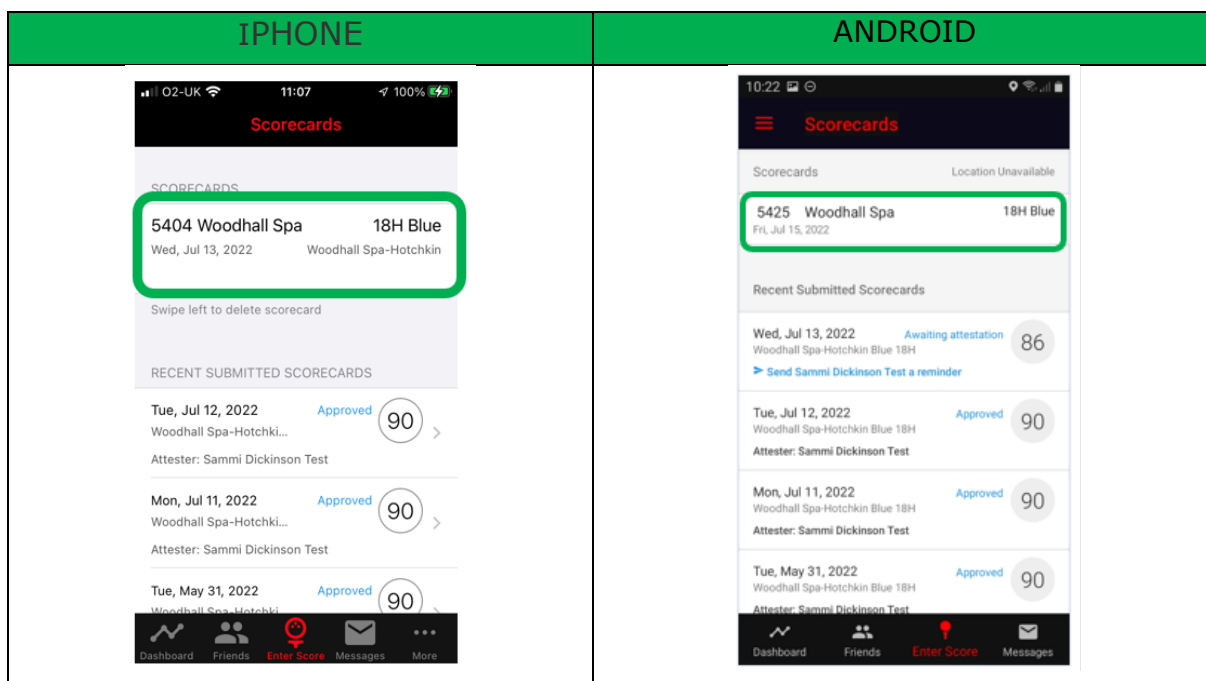 IPHONE
ANDROID
O2-UK 11:07 100%
Scorecards
SCORECARDS
5404 Woodhall Spa 18H Blue
Wed, Jul 13, 2022 Woodhall Spa-Hotchkin
Swipe left to delete scorecard
RECENT SUBMITTED SCORECARDS
Tue, Jul 12, 2022 Approved 90
Woodhall Spa-Hotchki...
Attester: Sammi Dickinson Test
Mon, Jul 11, 2022 Approved 90
Woodhall Spa-Hotchki...
Attester: Sammi Dickinson Test
Tue, May 31, 2022 Approved 90
Woodhall Spa-Hotchki
Dashboard Friends Enter Score Messages More
10:22
Scorecards
Scorecards Location Unavailable
5425 Woodhall Spa 18H Blue
Fri, Jul 15, 2022
Recent Submitted Scorecards
Wed, Jul 13, 2022 Awaiting attestation 86
Woodhall Spa-Hotchkin Blue 18H
Send Sammi Dickinson Test a reminder
Tue, Jul 12, 2022 Approved 90
Woodhall Spa-Hotchkin Blue 18H
Attester: Sammi Dickinson Test
Mon, Jul 11, 2022 Approved 90
Woodhall Spa-Hotchkin Blue 18H
Attester: Sammi Dickinson Test
Tue, May 31, 2022 Approved 90
Woodhall Spa-Hotchkin Blue 18H
Attester: Sammi Dickinson Test
Dashboard Friends Enter Score Messages